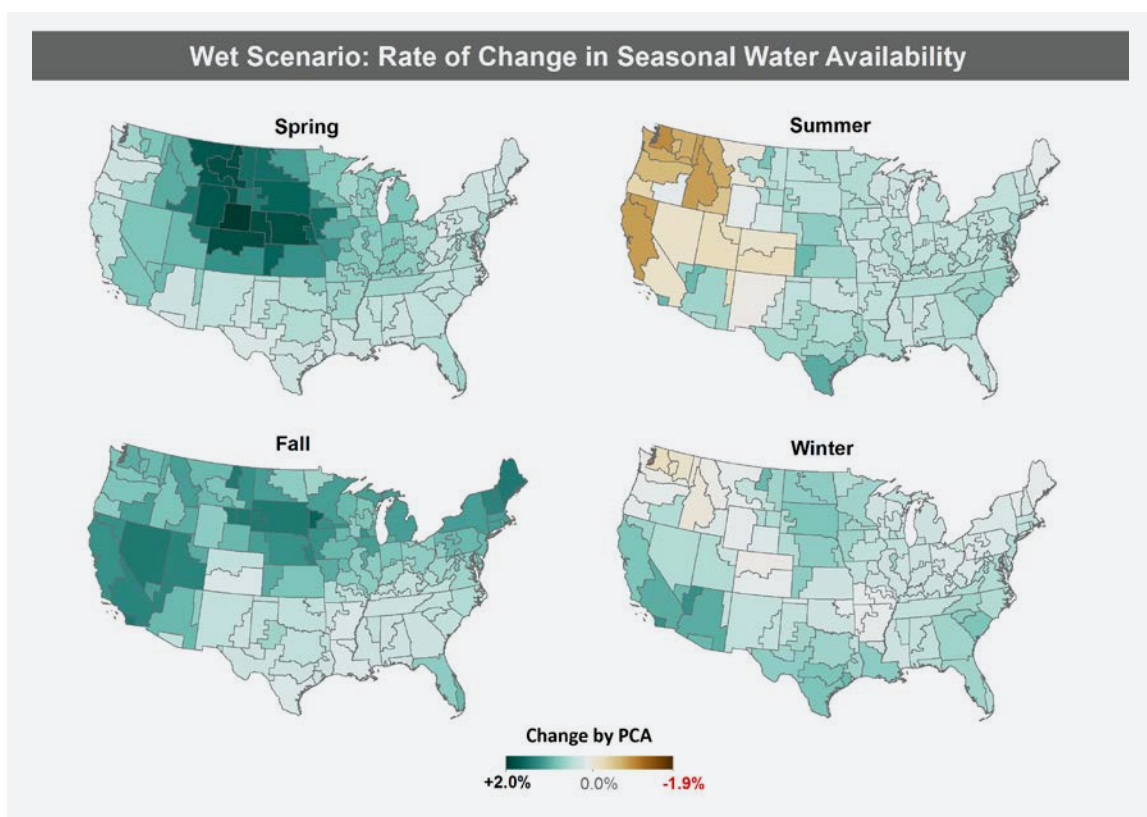 Wet Scenario: Rate of Change in Seasonal Water Availability
Spring
Summer
Fall
Winter
Change by PCA
+2.0%
0.0%
-1.9%